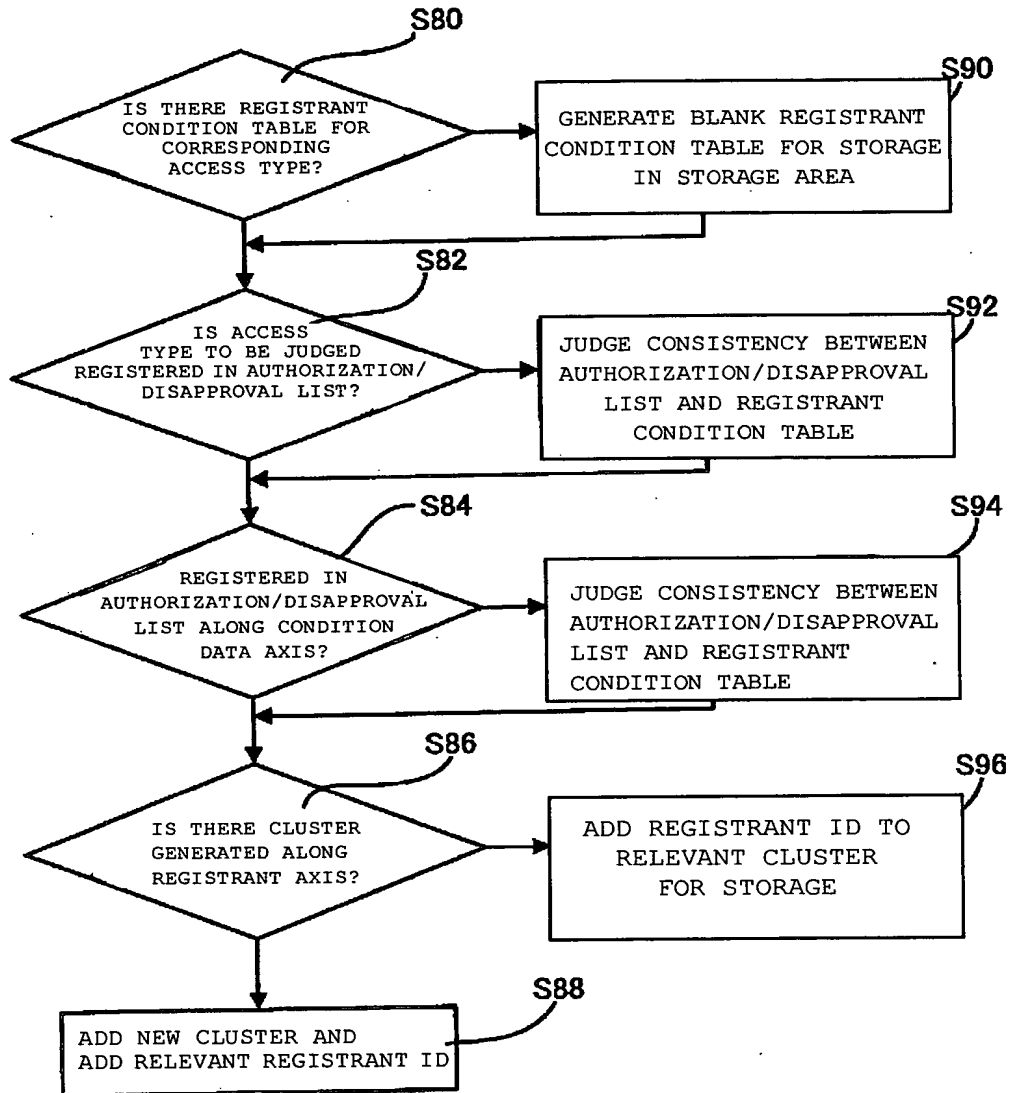 S80
IS THERE REGISTRANT
CONDITION TABLE FOR
CORRESPONDING
ACCESS TYPE?
S90
GENERATE BLANK REGISTRANT
CONDITION TABLE FOR STORAGE
IN STORAGE AREA
S82
IS ACCESS
TYPE TO BE JUDGED
REGISTERED IN AUTHORIZATION/
DISAPPROVAL LIST?
S92
JUDGE CONSISTENCY BETWEEN
AUTHORIZATION/DISAPPROVAL
LIST AND REGISTRANT
CONDITION TABLE
S84
REGISTERED IN
AUTHORIZATION/DISAPPROVAL
LIST ALONG CONDITION
DATA AXIS?
S94
JUDGE CONSISTENCY BETWEEN
AUTHORIZATION/DISAPPROVAL
LIST AND REGISTRANT
CONDITION TABLE
S86
IS THERE CLUSTER
GENERATED ALONG
REGISTRANT AXIS?
S96
ADD REGISTRANT ID TO
RELEVANT CLUSTER
FOR STORAGE
S88
ADD NEW CLUSTER AND
ADD RELEVANT REGISTRANT ID